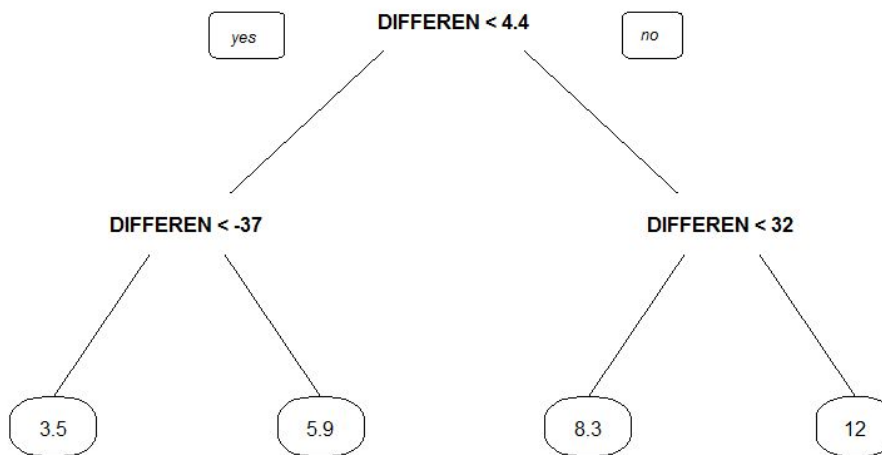 DIFFEREN < 4.4
yes
no
DIFFEREN < -37
DIFFEREN < 32
3.5
5.9
8.3
12